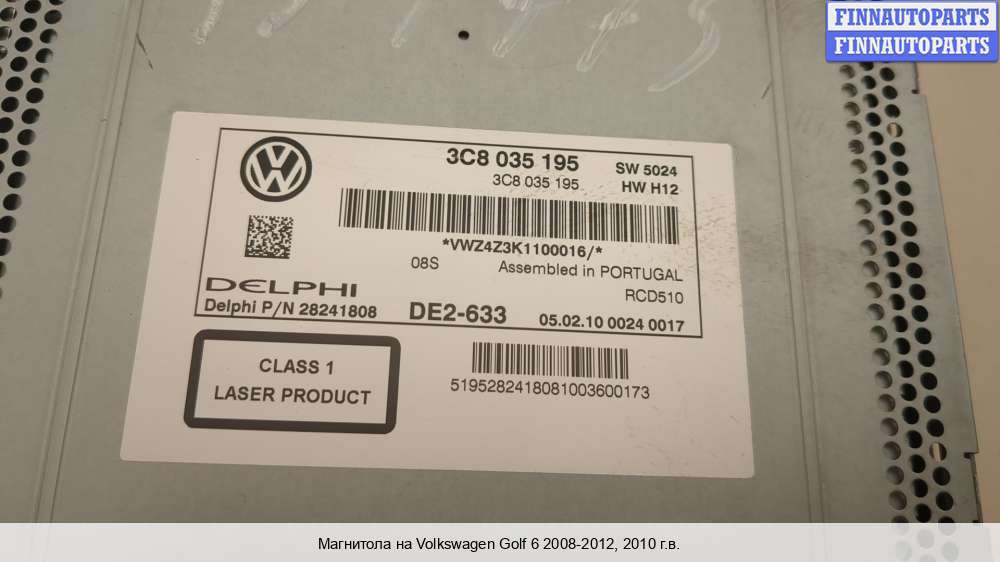 FINNAUTOPARTS
FINNAUTOPARTS
3C8 035 195
SW 5024
3C8 035 195
HW H12
*VWZ4Z3K1100016/*
08S
Assembled in PORTUGAL
RCD510
DELPHI
Delphi P/N 28241808
DE2-633
05.02.10 0024 0017
CLASS 1
LASER PRODUCT
5195282418081003600173
Магнитола на Volkswagen Golf 6 2008-2012, 2010 г.в.